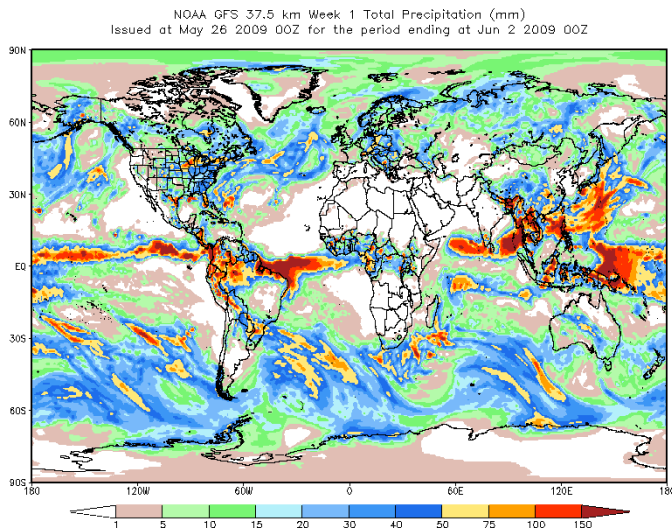 NOAA GFS 37.5 km Week 1 Total Precipitation (mm)
Issued at May 26 2009 00Z for the period ending at Jun 2 2009 00Z
90N
60N
30N
EQ
30S
60S
90S
180 120W 60W 0 60E 120E 180
1 5 10 15 20 30 40 50 75 100 150